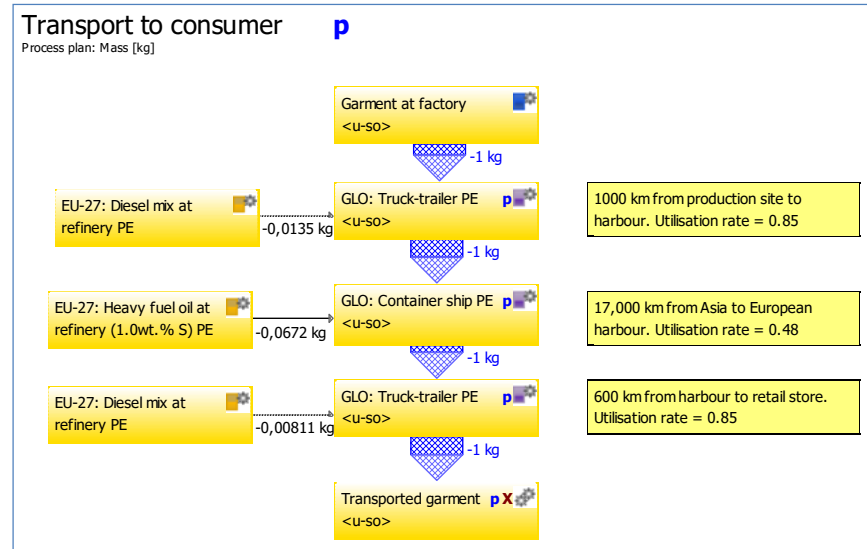 Transport to consumer p
Process plan: Mass [kg]
Garment at factory
<u-so>
-1 kg
EU-27: Diesel mix at
refinery PE
-0,0135 kg
GLO: Truck-trailer PE p
<u-so>
1000 km from production site to
harbour. Utilisation rate = 0.85
-1 kg
EU-27: Heavy fuel oil at
refinery (1.0wt.% S) PE
-0,0672 kg
GLO: Container ship PE p
<u-so>
17,000 km from Asia to European
harbour. Utilisation rate = 0.48
-1 kg
EU-27: Diesel mix at
refinery PE
-0,00811 kg
GLO: Truck-trailer PE p
<u-so>
600 km from harbour to retail store.
Utilisation rate = 0.85
-1 kg
Transported garment p X
<u-so>